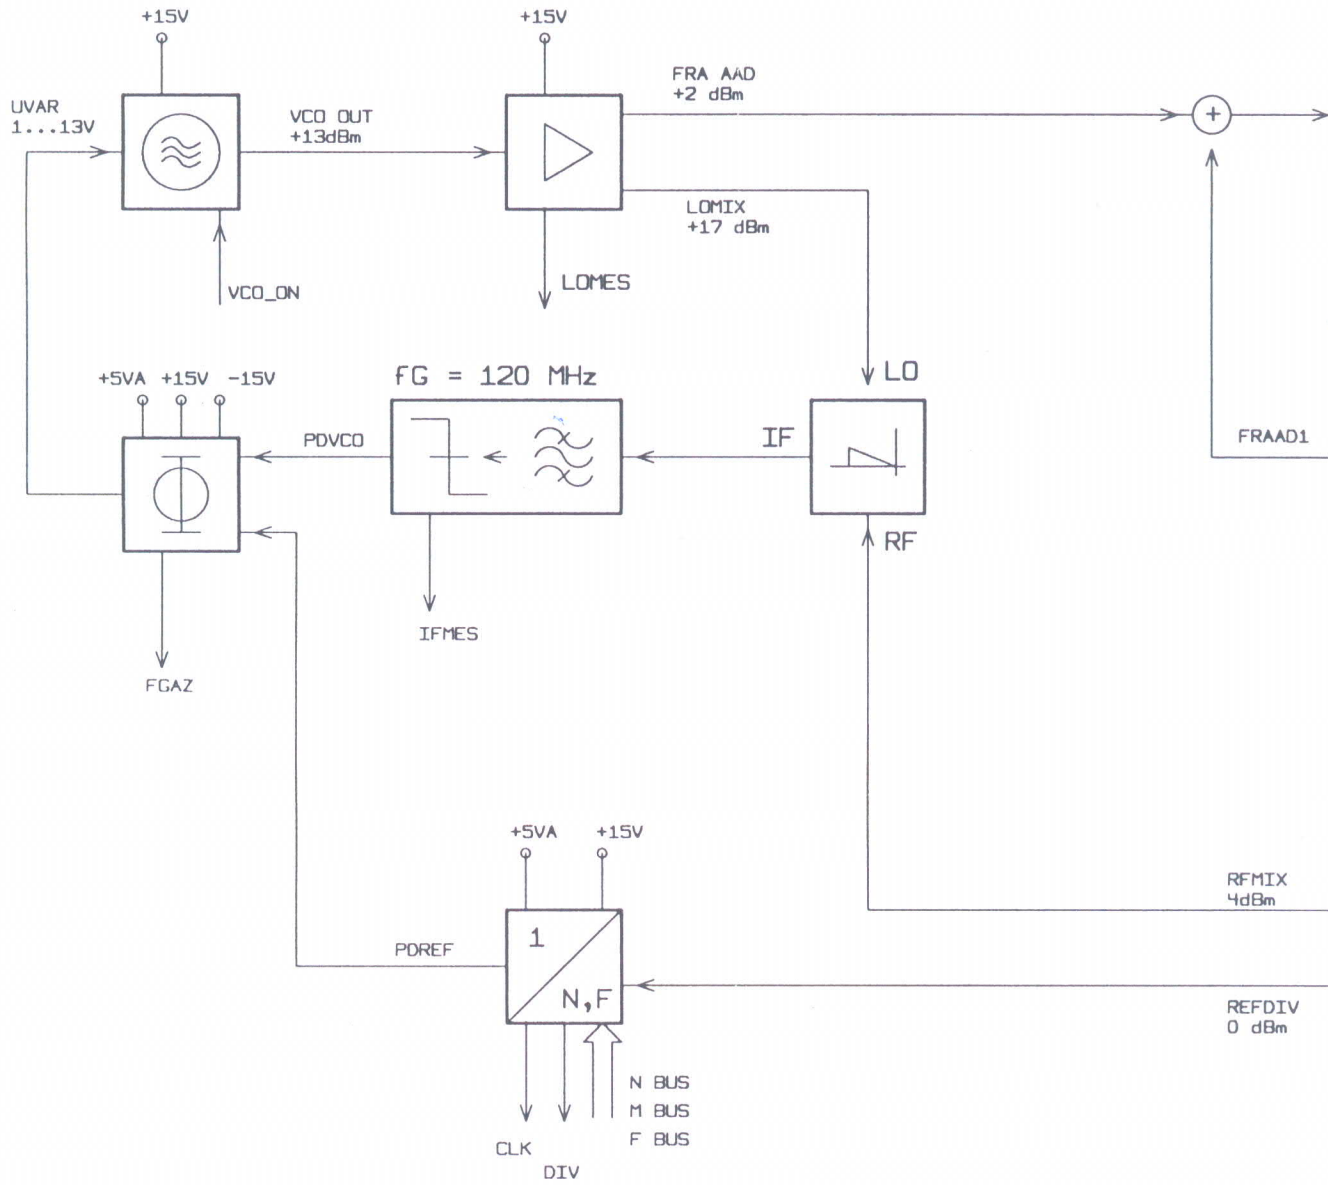 +15V
+15V
FRA AAD
+2 dBm
UVAR
1...13V
VCO OUT
+13dBm
+
LOMIX
+17 dBm
LOMES
VCO_ON
+5VA
+15V
-15V
fG = 120 MHz
LO
PDVCO
IF
FRAAD1
RF
IFMES
FGAZ
+5VA
+15V
RFMIX
4dBm
1
N,F
PDREF
REFDIV
0 dBm
N BUS
M BUS
F BUS
CLK
DIV